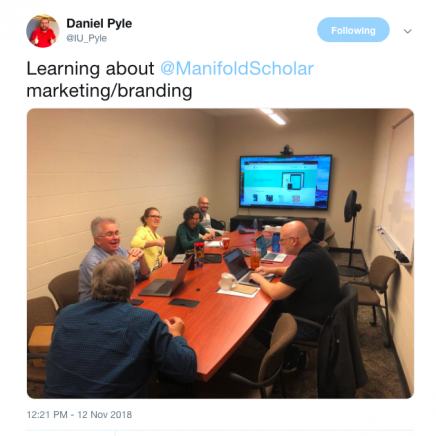 Daniel Pyle
@IU_Pyle
Following
Learning about @ManifoldScholar
marketing/branding
12:21 PM - 12 Nov 2018